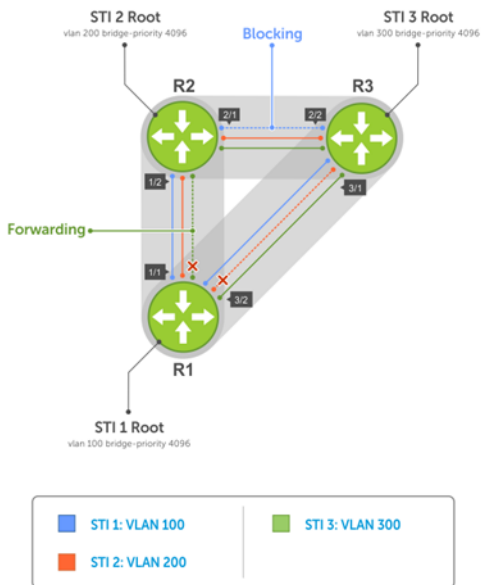 STI 2 Root
vlan 200 bridge-priority 4096
STI 3 Root
vlan 300 bridge-priority 4096
Blocking
R2
R3
2/1
2/2
1/2
3/1
Forwarding
1/1
3/2
R1
STI 1 Root
vlan 100 bridge-priority 4096
STI 1: VLAN 100
STI 3: VLAN 300
STI 2: VLAN 200